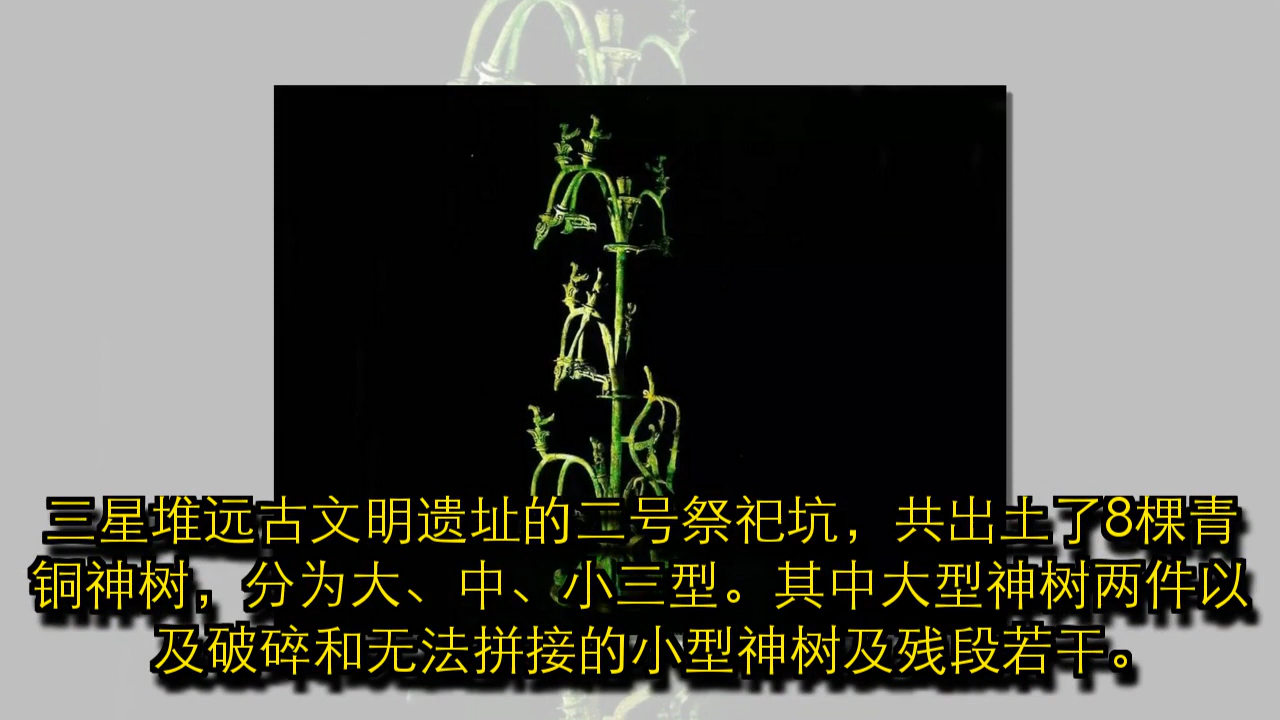 三星堆远古文明遗址的二号祭祀坑，共出土了8棵青
铜神树，分为大、中、小三型。其中大型神树两件以
及破碎和无法拼接的小型神树及残段若干。